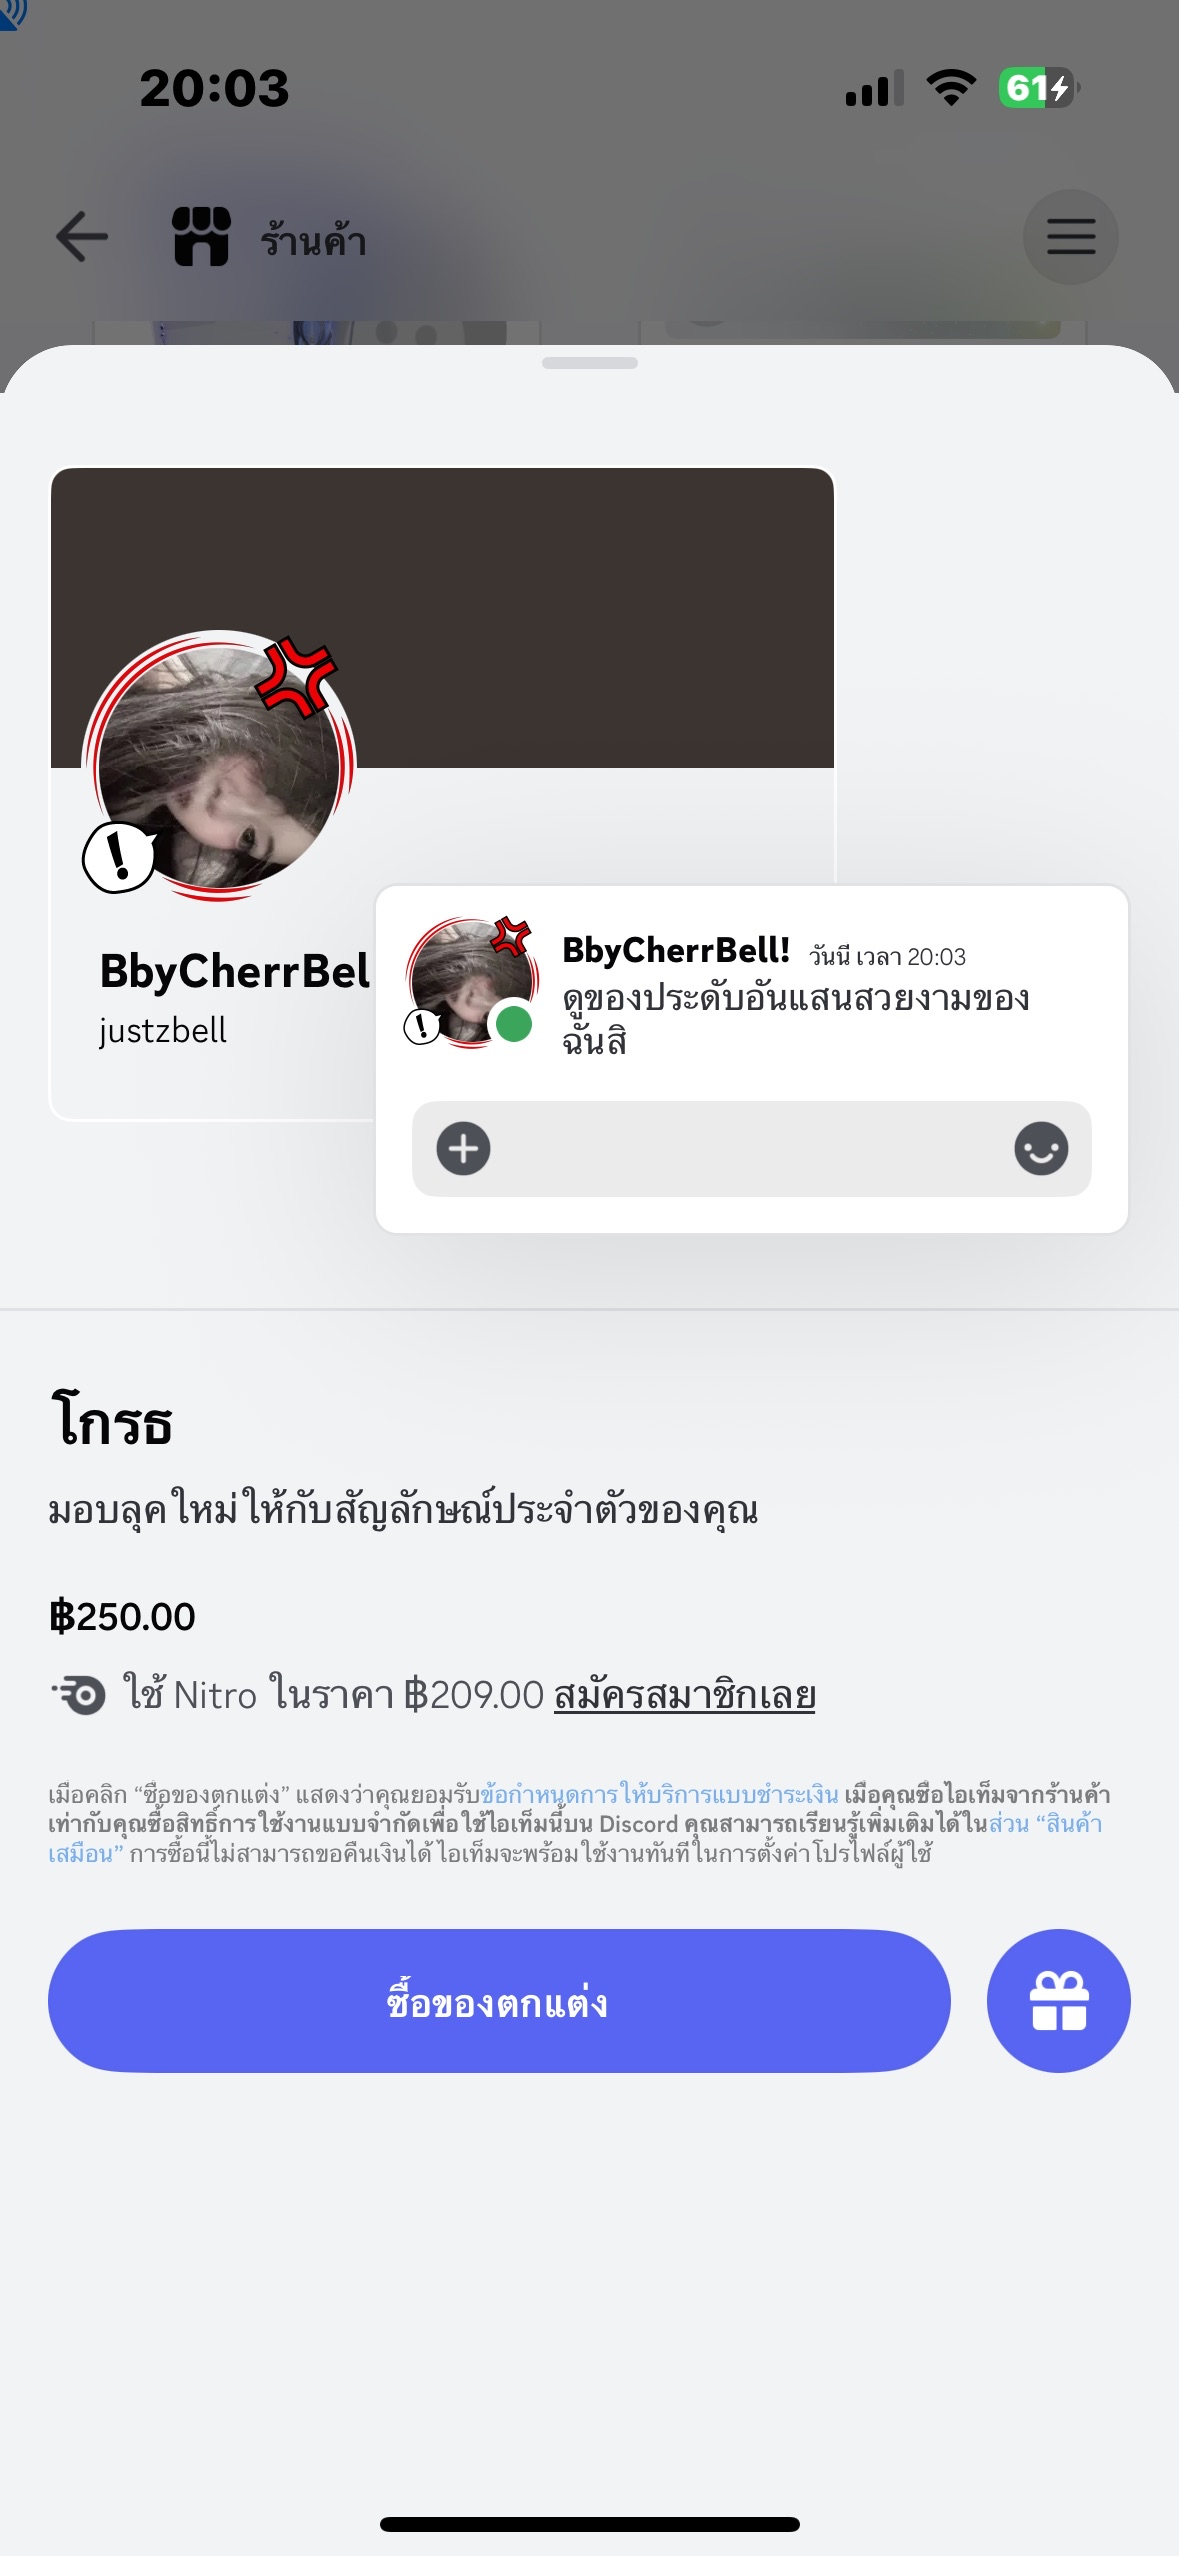 20:03
61
ร้านค้า
BbyCherrBel
justzbell
!
BbyCherrBell! วันนี้ เวลา 20:03
ดูของประดับอันแสนสวยงามของ
ฉันสิ
!
โกรธ
มอบลุคใหม่ให้กับสัญลักษณ์ประจำตัวของคุณ
฿250.00
ใช้ Nitro ในราคา ฿209.00 สมัครสมาชิกเลย
เมื่อคลิก “ซื้อของตกแต่ง” แสดงว่าคุณยอมรับข้อกำหนดการให้บริการแบบชำระเงิน เมื่อคุณซื้อไอเท็มจากร้านค้า
เท่ากับคุณซื้อสิทธิ์การใช้งานแบบจำกัดเพื่อใช้ไอเท็มนี้บน Discord คุณสามารถเรียนรู้เพิ่มเติมได้ในส่วน “สินค้า
เสมือน” การซื้อนี้ไม่สามารถขอคืนเงินได้ ไอเท็มจะพร้อมใช้งานทันทีในการตั้งค่าโปรไฟล์ผู้ใช้
ซื้อของตกแต่ง